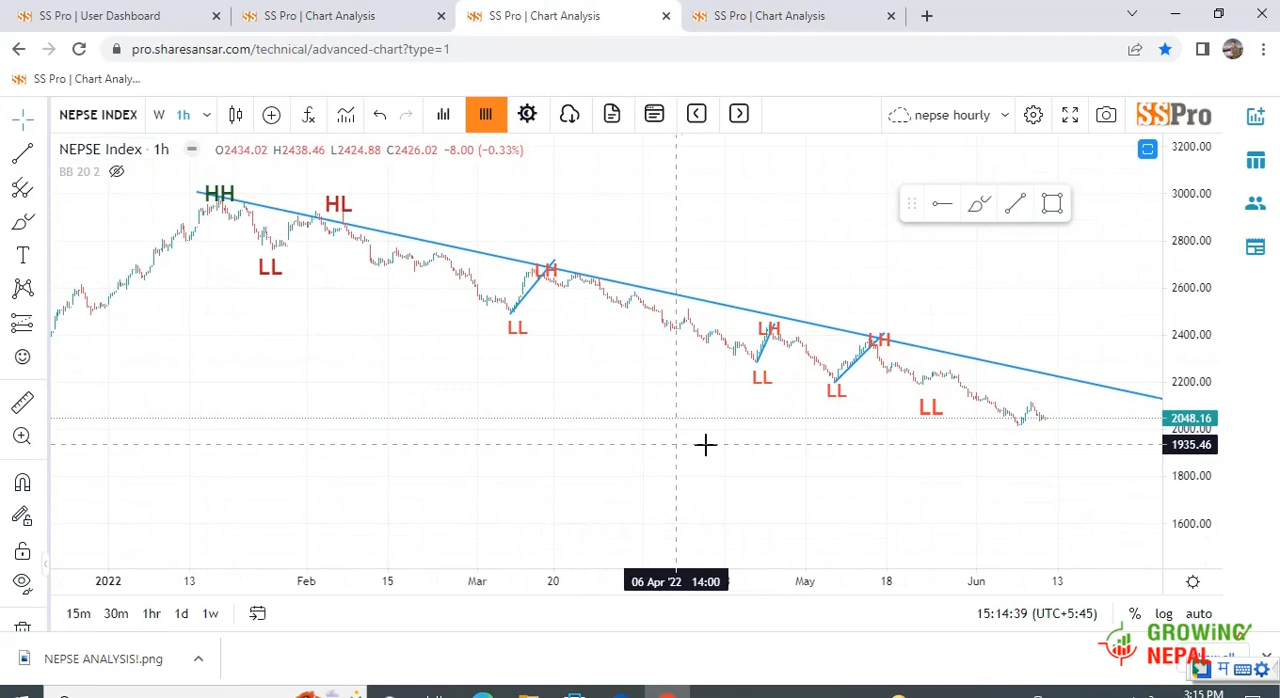 SS Pro | User Dashboard
SS Pro | Chart Analysis
SS Pro | Chart Analysis
SS Pro | Chart Analysis
pro.sharesansar.com/technical/advanced-chart?type=1
SS Pro | Chart Analy...
NEPSE INDEX W 1h
nepse hourly
SSPro
NEPSE Index · 1h O2434.02 H2438.46 L2424.88 C2426.02 -8.00 (-0.33%)
BB 20 2
3200.00
3000.00
2800.00
2600.00
2400.00
2200.00
2048.16
2000.00
1935.46
1800.00
1600.00
HH
HL
LL
LH
LL
LH
LL
LH
LL
LL
2022 13 Feb 15 Mar 20 06 Apr '22 14:00 May 18 Jun 13
15m 30m 1hr 1d 1w
15:14:39 (UTC+5:45) % log auto
GROWiNG
NEPAL
NEPSE ANALYSIS!.png
म
3:15 PM